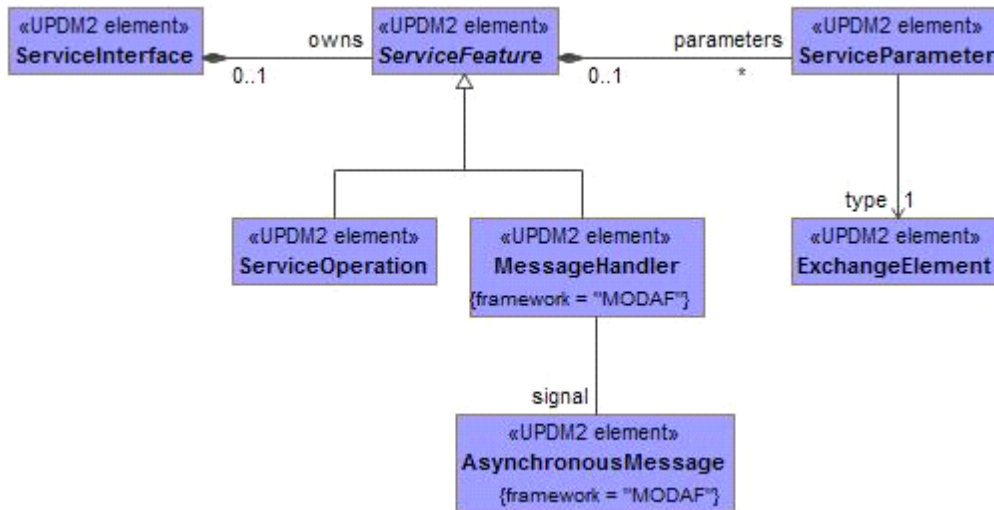 «UPDM2 element»
ServiceInterface
owns
0..1
«UPDM2 element»
ServiceFeature
0..1
parameters
*
«UPDM2 element»
ServiceParameter
«UPDM2 element»
ServiceOperation
«UPDM2 element»
MessageHandler
{framework = "MODAF"}
type 1
«UPDM2 element»
ExchangeElement
signal
«UPDM2 element»
AsynchronousMessage
{framework = "MODAF"}